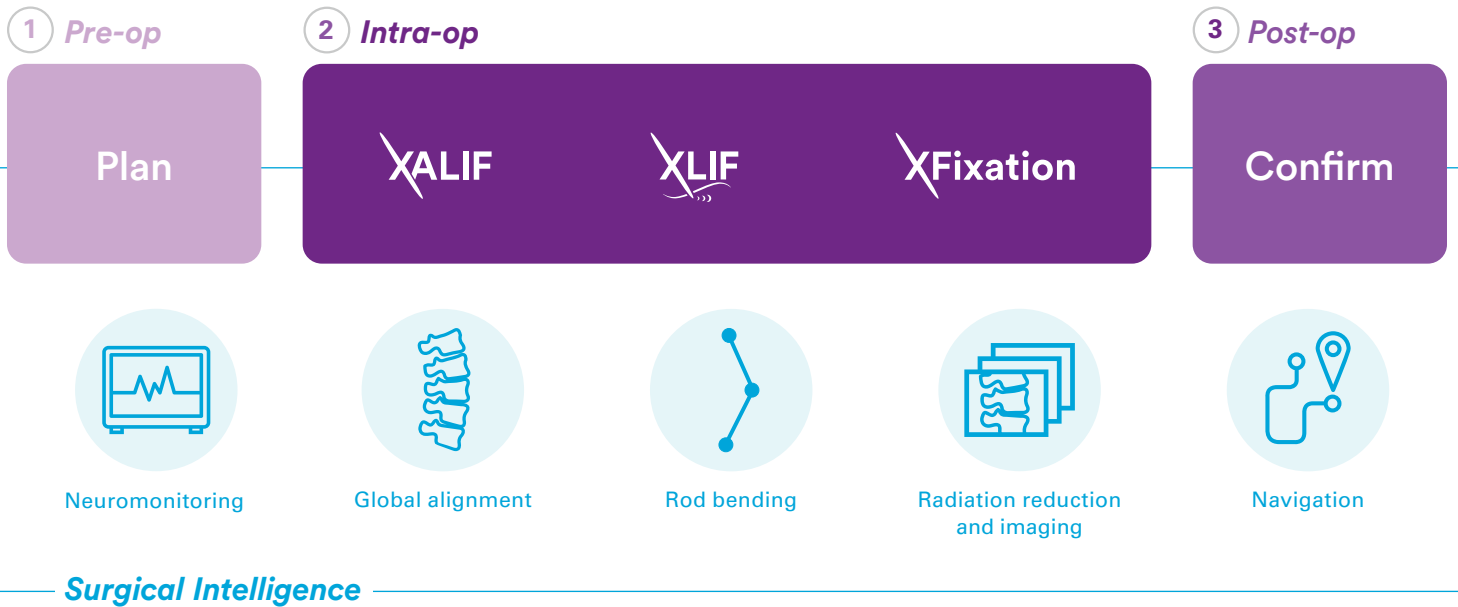 1 Pre-op
2 Intra-op
3 Post-op
Plan
XALIF
XLIF
XFixation
Confirm
Neuromonitoring
Global alignment
Rod bending
Radiation reduction
and imaging
Navigation
Surgical Intelligence